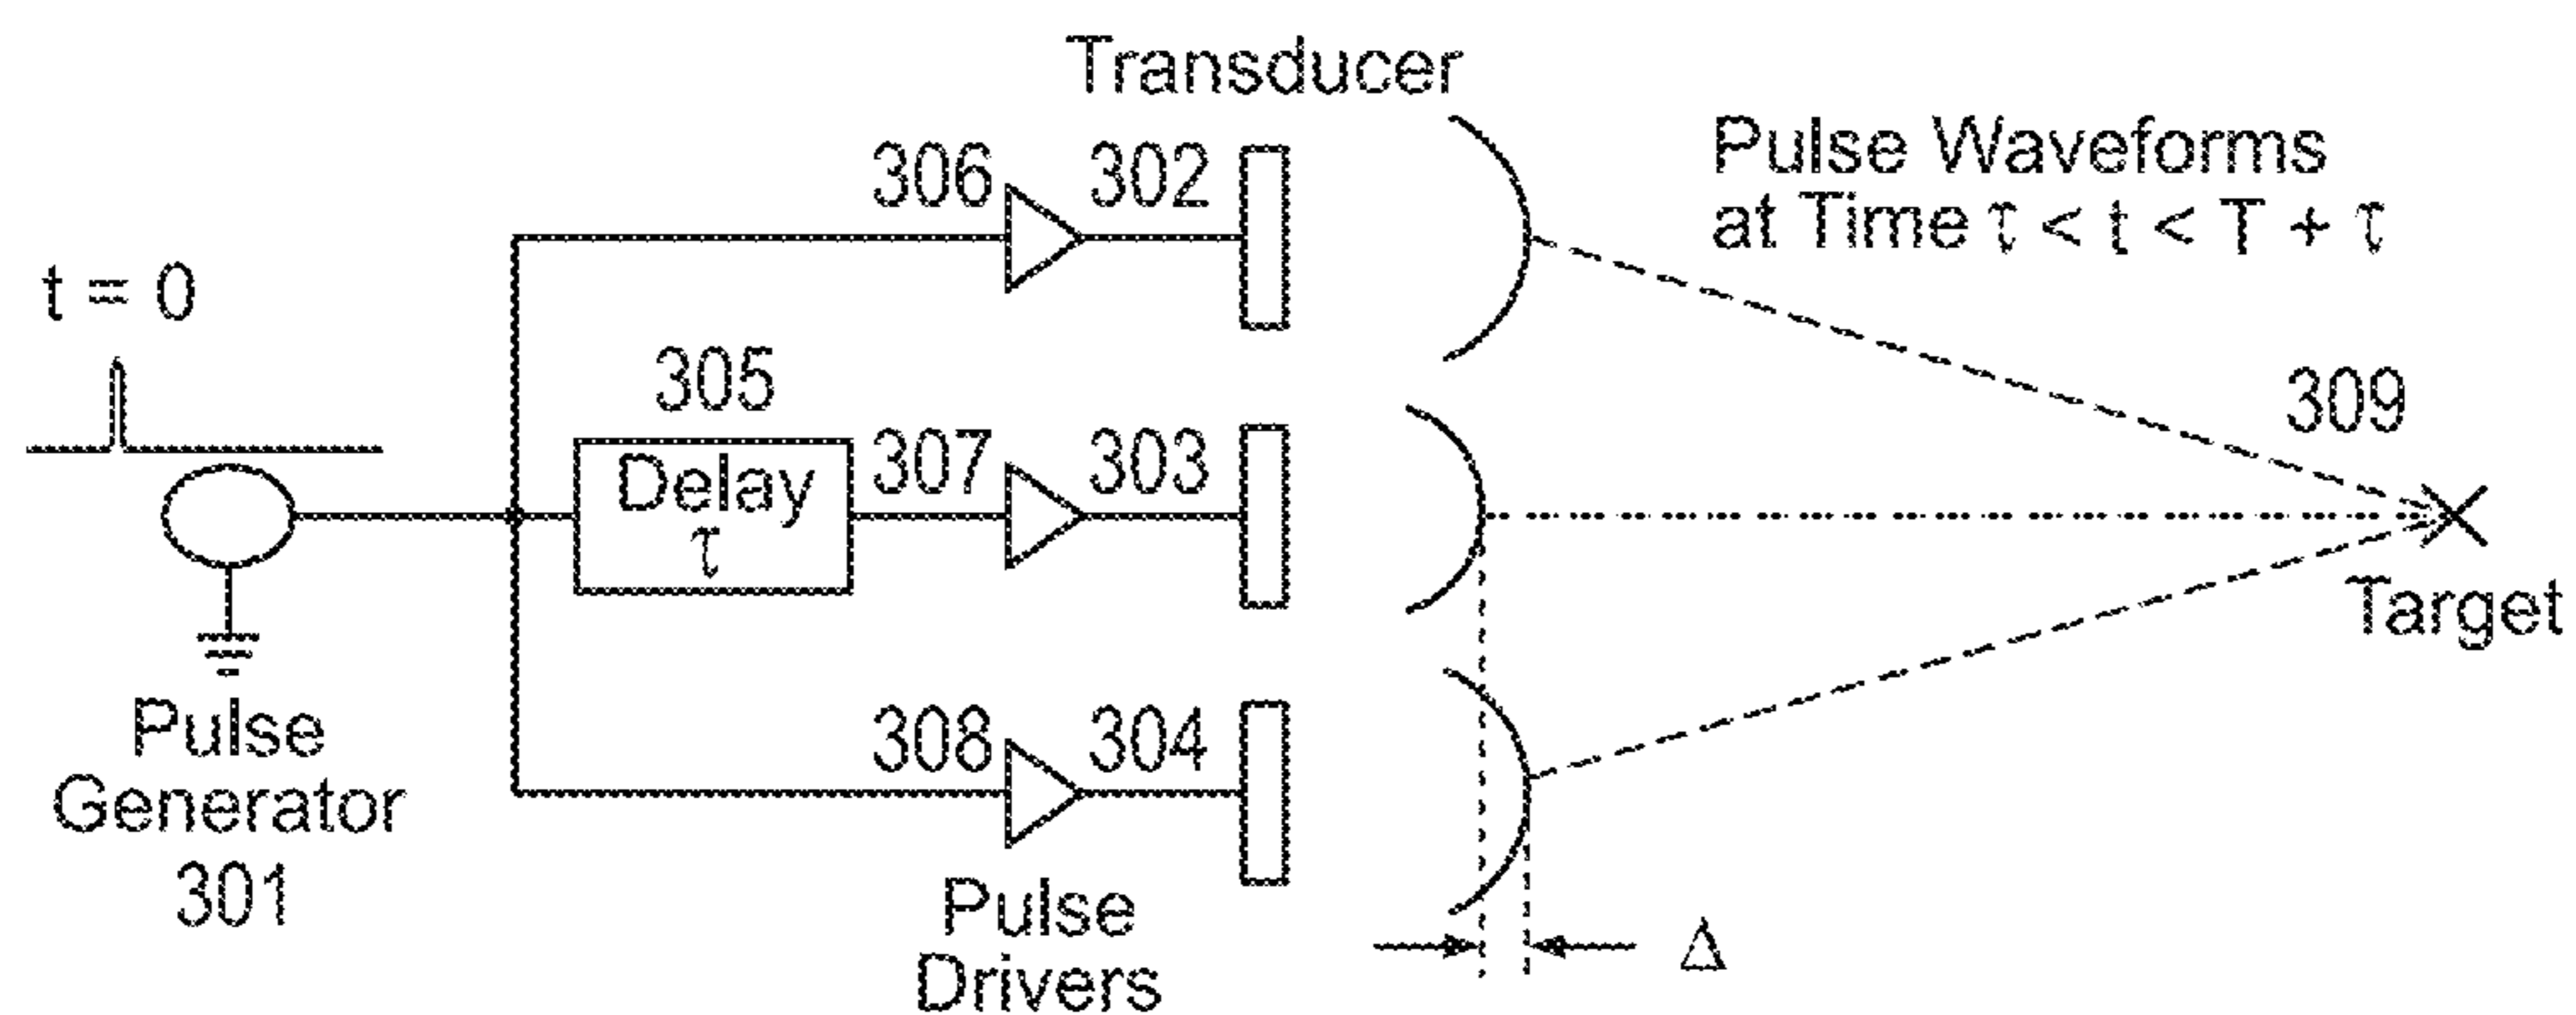 Transducer
Pulse Waveforms
at Time τ < t < T + τ
306
302
t = 0
305
309
Delay
τ
307
303
Target
Pulse
Generator
301
308
304
Pulse
Drivers
Δ